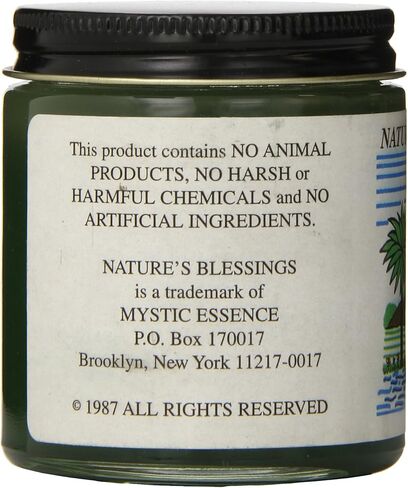 This product contains NO ANIMAL
PRODUCTS, NO HARSH or
HARMFUL CHEMICALS and NO
ARTIFICIAL INGREDIENTS.
NATURE'S BLESSINGS
is a trademark of
MYSTIC ESSENCE
P.O. Box 170017
Brooklyn, New York 11217-0017
© 1987 ALL RIGHTS RESERVED